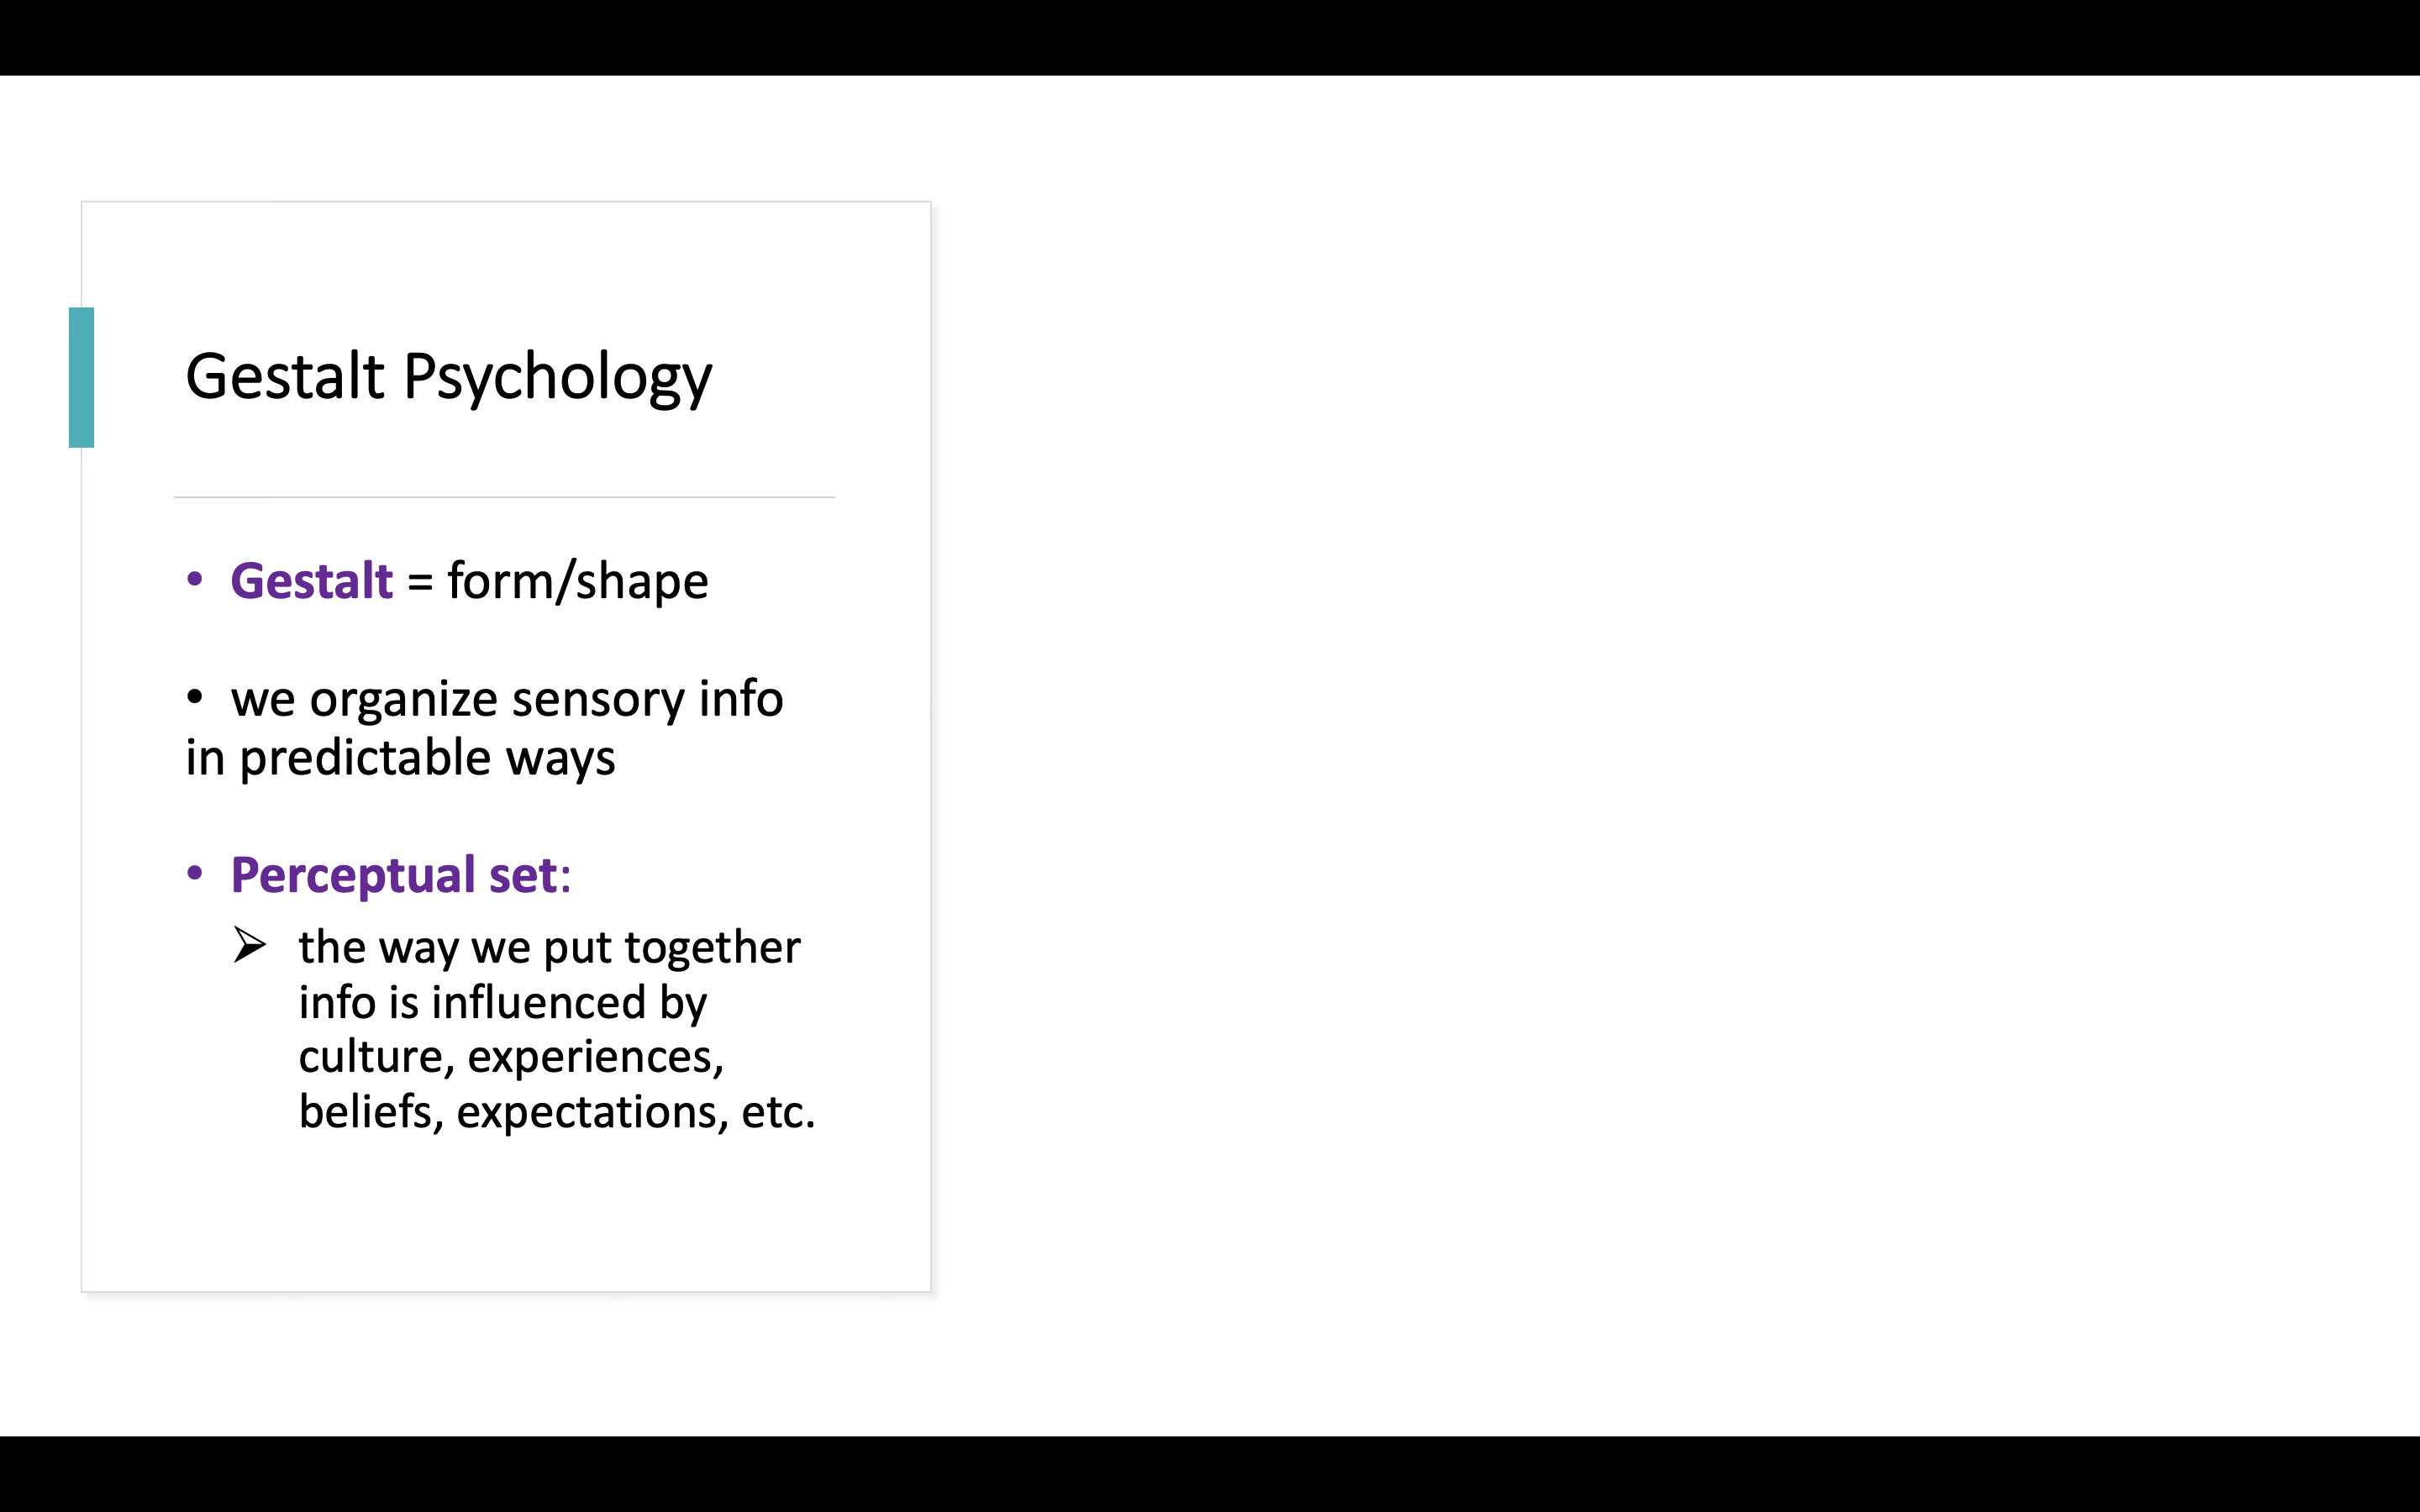 Gestalt Psychology
• Gestalt = form/shape
• we organize sensory info
in predictable ways
• Perceptual set:
➢ the way we put together
info is influenced by
culture, experiences,
beliefs, expectations, etc.